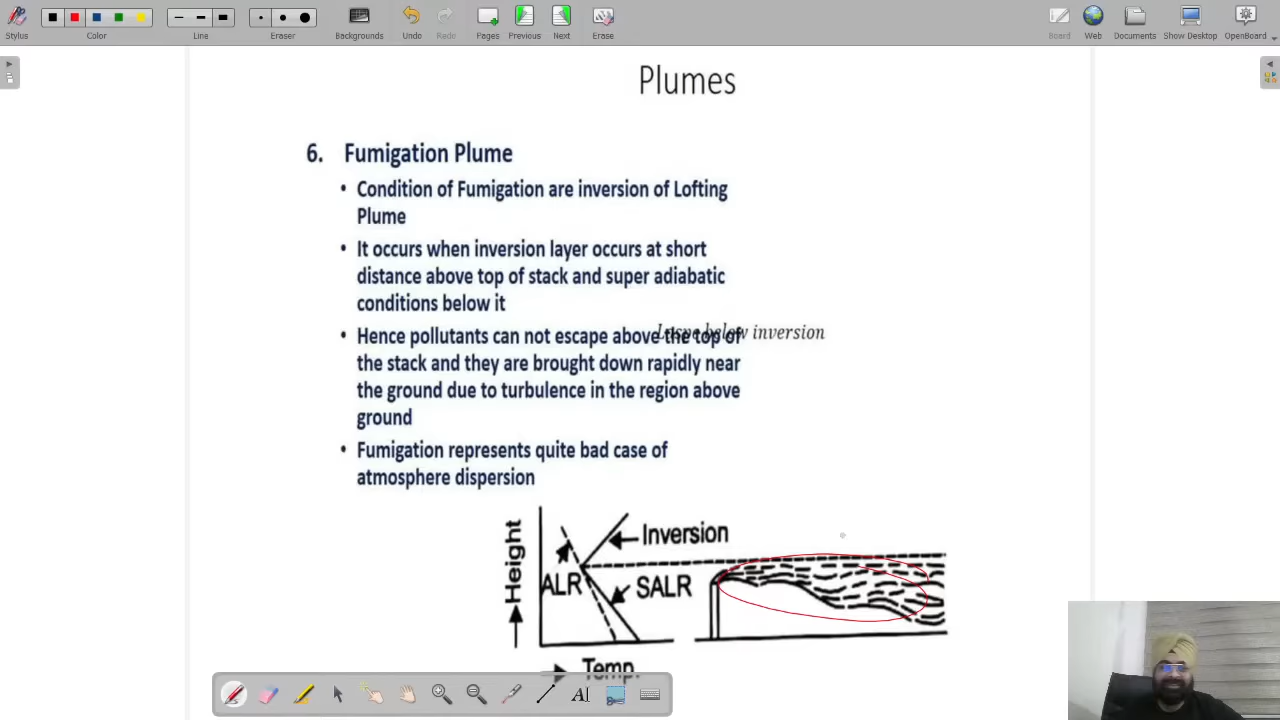 Stylus
Color
Line
Eraser
Backgrounds
Undo
Redo
Pages
Previous
Next
Erase
Board
Web
Documents
Show Desktop
OpenBoard
Plumes
6. Fumigation Plume
• Condition of Fumigation are inversion of Lofting
Plume
• It occurs when inversion layer occurs at short
distance above top of stack and super adiabatic
conditions below it
• Hence pollutants can not escape above the top of
below inversion
the stack and they are brought down rapidly near
the ground due to turbulence in the region above
ground
• Fumigation represents quite bad case of
atmosphere dispersion
Height
Inversion
ALR
SALR
Temp.